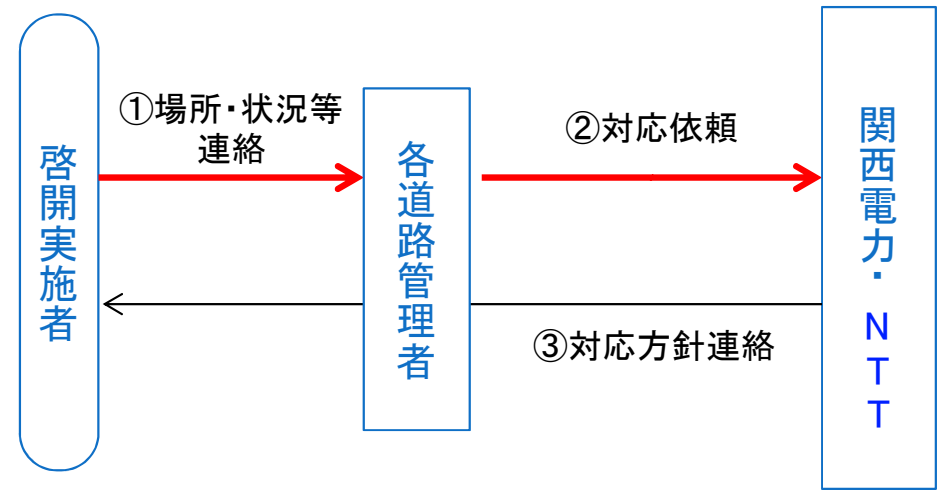 啓開実施者
①場所・状況等
連絡
各道路管理者
②対応依頼
③対応方針連絡
関西電力・NTT